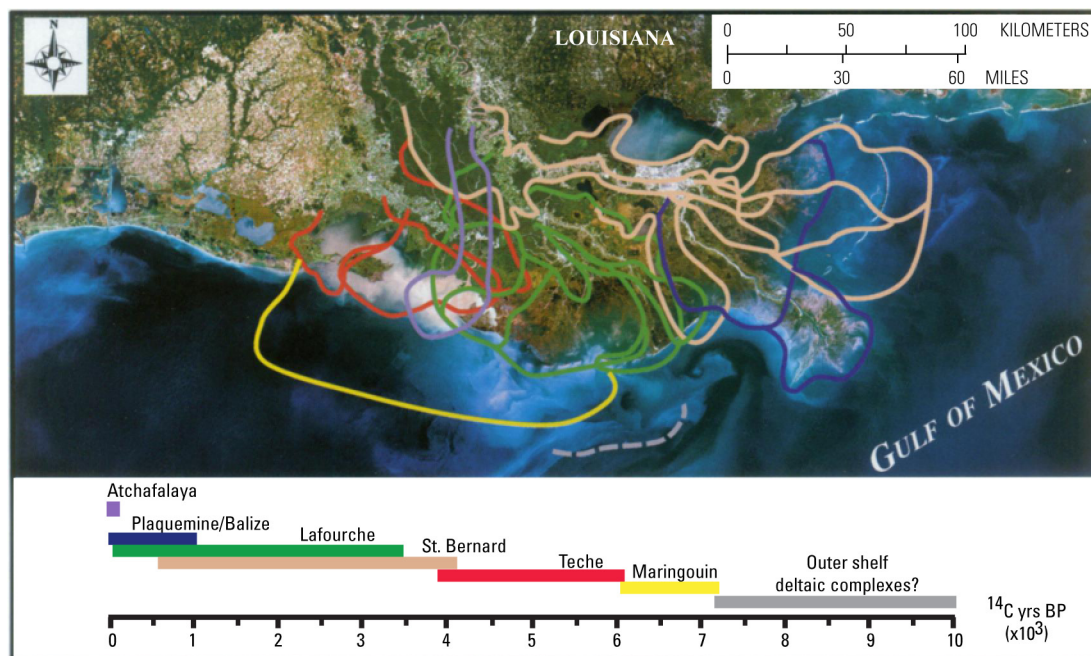 N
LOUISIANA
0 50 100 KILOMETERS
0 30 60 MILES
GULF OF MEXICO
Atchafalaya
Plaquemine/Balize
Lafourche
St. Bernard
Teche
Maringouin
Outer shelf
deltaic complexes?
0 1 2 3 4 5 6 7 8 9 10
¹⁴C yrs BP
(x10³)